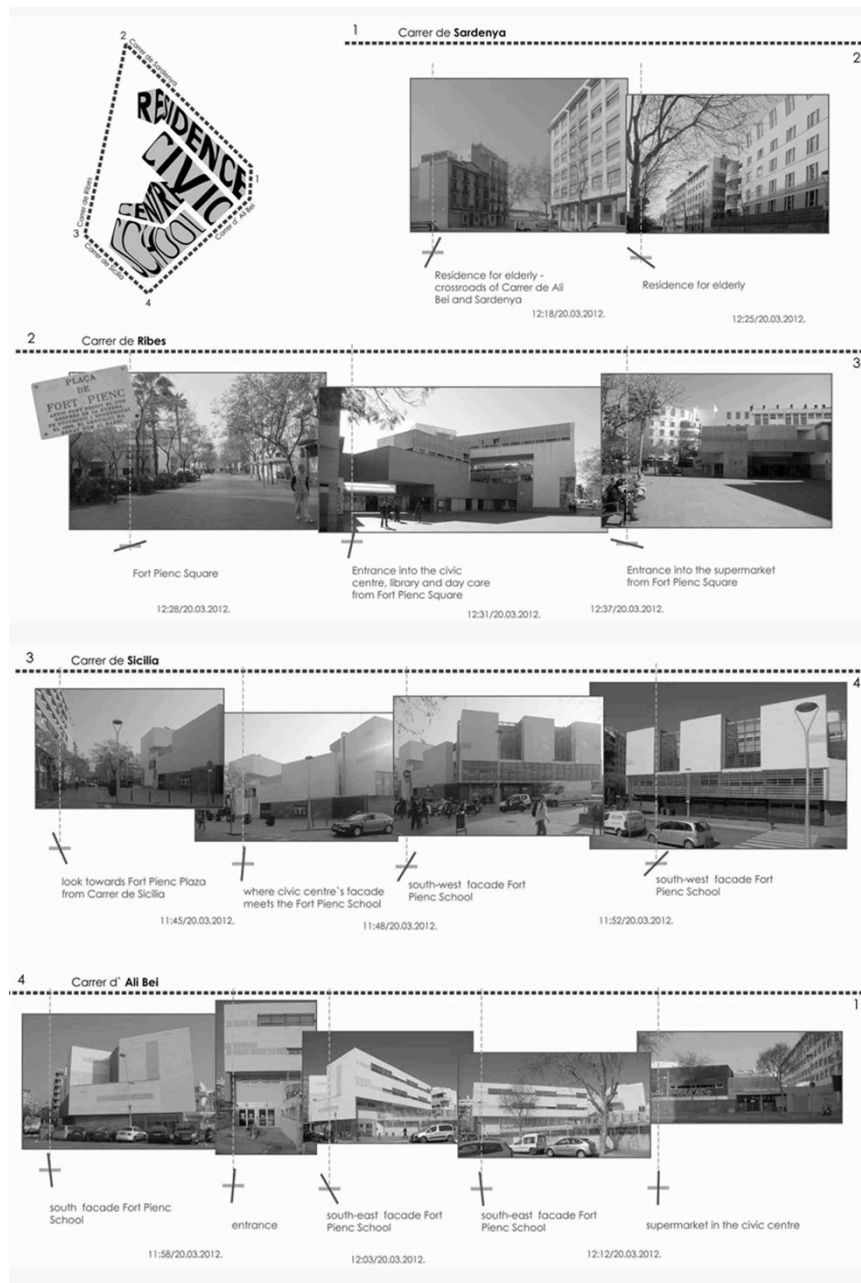 2
Carrer de Sardenya
RESIDENCE
CIVIC
CENTRE
SCHOOL
1
Carrer de Ribes
Carrer d` Ali Bei
3
Carrer de Sicilia
4
1 Carrer de Sardenya
2
Residence for elderly -
crossroads of Carrer de Ali
Bei and Sardenya
12:18/20.03.2012.
Residence for elderly
12:25/20.03.2012.
2 Carrer de Ribes
3
PLAÇA
DE
FORT PIENC
Fort Pienc Square
12:28/20.03.2012.
Entrance into the civic
centre, library and day care
from Fort Pienc Square
12:31/20.03.2012.
Entrance into the supermarket
from Fort Pienc Square
12:37/20.03.2012.
3 Carrer de Sicilia
4
look towards Fort Pienc Plaza
from Carrer de Sicilia
11:45/20.03.2012.
where civic centre`s facade
meets the Fort Pienc School
south-west facade Fort
Pienc School
11:48/20.03.2012.
south-west facade Fort
Pienc School
11:52/20.03.2012.
4 Carrer d` Ali Bei
1
south facade Fort Pienc
School
11:58/20.03.2012.
entrance
south-east facade Fort
Pienc School
12:03/20.03.2012.
south-east facade Fort
Pienc School
12:12/20.03.2012.
supermarket in the civic centre